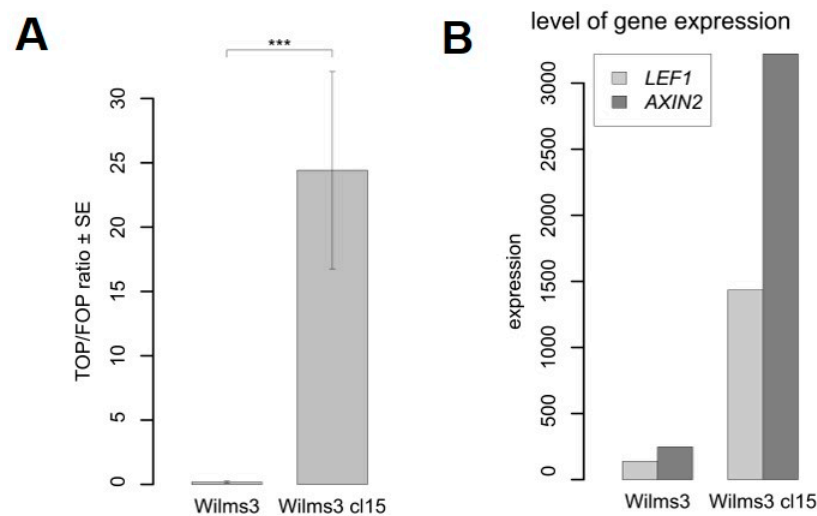 A
***
TOP/FOP ratio ± SE
30
25
20
15
10
5
0
Wilms3
Wilms3 cl15
B
level of gene expression
LEF1
AXIN2
expression
3000
2500
2000
1500
1000
500
0
Wilms3
Wilms3 cl15